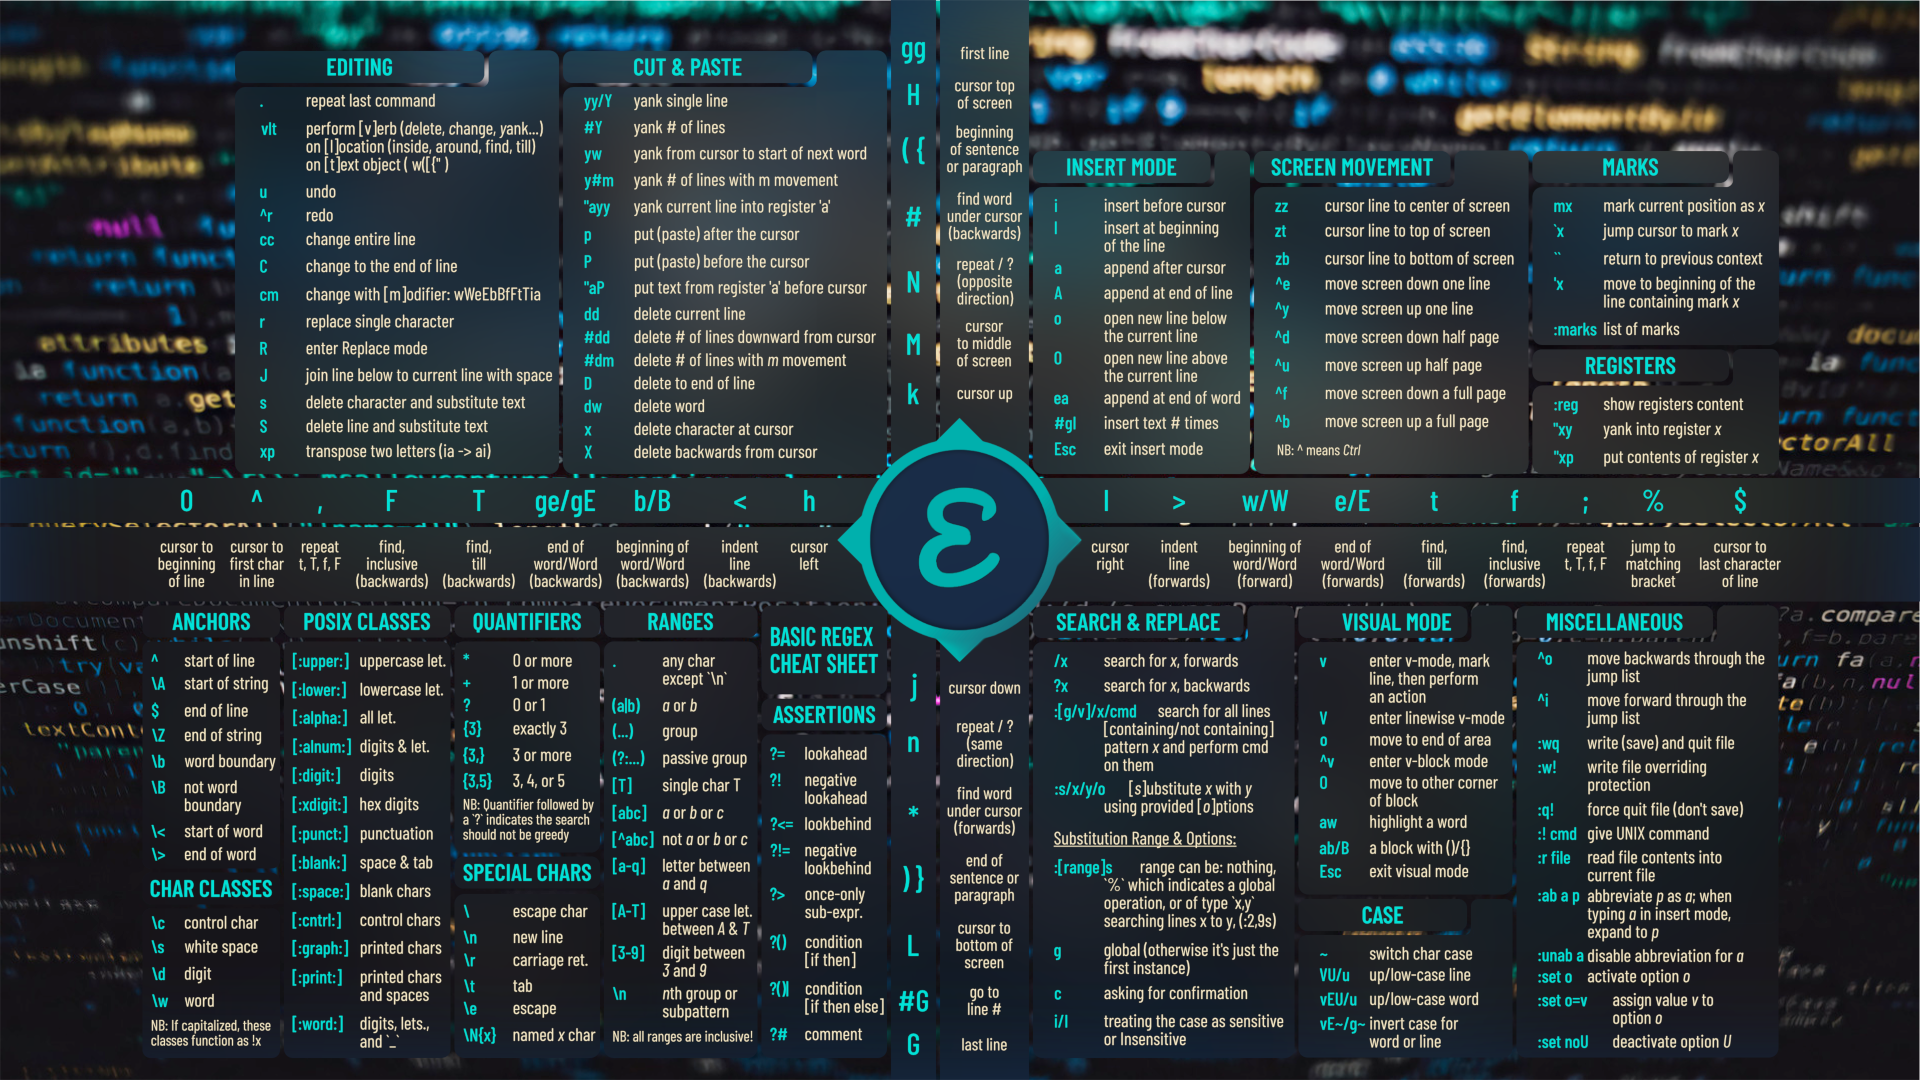 EDITING
. repeat last command
vlt perform [v]erb (delete, change, yank...)
on [l]ocation (inside, around, find, till)
on [t]ext object ( w([{" )
u undo
^r redo
cc change entire line
C change to the end of line
cm change with [m]odifier: wWeEbBfFtTia
r replace single character
R enter Replace mode
J join line below to current line with space
s delete character and substitute text
S delete line and substitute text
xp transpose two letters (ia -> ai)
CUT & PASTE
yy/Y yank single line
#Y yank # of lines
yw yank from cursor to start of next word
y#m yank # of lines with m movement
"ayy yank current line into register 'a'
p put (paste) after the cursor
P put (paste) before the cursor
"aP put text from register 'a' before cursor
dd delete current line
#dd delete # of lines downward from cursor
#dm delete # of lines with m movement
D delete to end of line
dw delete word
x delete character at cursor
X delete backwards from cursor
gg first line
H cursor top
of screen
( { beginning
of sentence
or paragraph
# find word
under cursor
(backwards)
N repeat / ?
(opposite
direction)
M cursor
to middle
of screen
k cursor up
INSERT MODE
i insert before cursor
I insert at beginning
of the line
a append after cursor
A append at end of line
o open new line below
the current line
O open new line above
the current line
ea append at end of word
#gI insert text # times
Esc exit insert mode
SCREEN MOVEMENT
zz cursor line to center of screen
zt cursor line to top of screen
zb cursor line to bottom of screen
^e move screen down one line
^y move screen up one line
^d move screen down half page
^u move screen up half page
^f move screen down a full page
^b move screen up a full page
NB: ^ means Ctrl
MARKS
mx mark current position as x
`x jump cursor to mark x
`` return to previous context
'x move to beginning of the
line containing mark x
:marks list of marks
REGISTERS
:reg show registers content
"xy yank into register x
"xp put contents of register x
0 ^ , F T ge/gE b/B < h
cursor to
beginning
of line
cursor to
first char
in line
repeat
t, T, f, F
find,
inclusive
(backwards)
find,
till
(backwards)
end of
word/Word
(backwards)
beginning of
word/Word
(backwards)
indent
line
(backwards)
cursor
left
ε
l > w/W e/E t f ; % $
cursor
right
indent
line
(forwards)
beginning of
word/Word
(forward)
end of
word/Word
(forwards)
find,
till
(forwards)
find,
inclusive
(forwards)
repeat
t, T, f, F
jump to
matching
bracket
cursor to
last character
of line
ANCHORS
^ start of line
\A start of string
$ end of line
\Z end of string
\b word boundary
\B not word
boundary
\< start of word
\> end of word
CHAR CLASSES
\c control char
\s white space
\d digit
\w word
NB: If capitalized, these
classes function as !x
POSIX CLASSES
[:upper:] uppercase let.
[:lower:] lowercase let.
[:alpha:] all let.
[:alnum:] digits & let.
[:digit:] digits
[:xdigit:] hex digits
[:punct:] punctuation
[:blank:] space & tab
[:space:] blank chars
[:cntrl:] control chars
[:graph:] printed chars
[:print:] printed chars
and spaces
[:word:] digits, lets.,
and `_`
QUANTIFIERS
* 0 or more
+ 1 or more
? 0 or 1
{3} exactly 3
{3,} 3 or more
{3,5} 3, 4, or 5
NB: Quantifier followed by
a `?` indicates the search
should not be greedy
SPECIAL CHARS
\ escape char
\n new line
\r carriage ret.
\t tab
\e escape
\N{x} named x char
RANGES
. any char
except `\n`
(a|b) a or b
(...) group
(?:...) passive group
[T] single char T
[abc] a or b or c
[^abc] not a or b or c
[a-q] letter between
a and q
[A-T] upper case let.
between A & T
[3-9] digit between
3 and 9
\n nth group or
subpattern
NB: all ranges are inclusive!
BASIC REGEX
CHEAT SHEET
ASSERTIONS
?= lookahead
?! negative
lookahead
?<= lookbehind
?!= negative
lookbehind
?> once-only
sub-expr.
?() condition
[if then]
?()| condition
[if then else]
?# comment
j cursor down
n repeat / ?
(same
direction)
* find word
under cursor
(forwards)
) } end of
sentence or
paragraph
L cursor to
bottom of
screen
#G go to
line #
G last line
SEARCH & REPLACE
/x search for x, forwards
?x search for x, backwards
:[g/v]/x/cmd search for all lines
[containing/not containing]
pattern x and perform cmd
on them
:s/x/y/o [s]ubstitute x with y
using provided [o]ptions
Substitution Range & Options:
:[range]s range can be: nothing,
`%` which indicates a global
operation, or of type `x,y`
searching lines x to y, (:2,9s)
g global (otherwise it's just the
first instance)
c asking for confirmation
i/I treating the case as sensitive
or Insensitive
VISUAL MODE
v enter v-mode, mark
line, then perform
an action
V enter linewise v-mode
o move to end of area
^v enter v-block mode
O move to other corner
of block
aw highlight a word
ab/B a block with ()/{}
Esc exit visual mode
CASE
~ switch char case
VU/u up/low-case line
vEU/u up/low-case word
vE~/g~ invert case for
word or line
MISCELLANEOUS
^o move backwards through the
jump list
^i move forward through the
jump list
:wq write (save) and quit file
:w! write file overriding
protection
:q! force quit file (don't save)
:! cmd give UNIX command
:r file read file contents into
current file
:ab a p abbreviate p as a; when
typing a in insert mode,
expand to p
:unab a disable abbreviation for a
:set o activate option o
:set o=v assign value v to
option o
:set noU deactivate option U